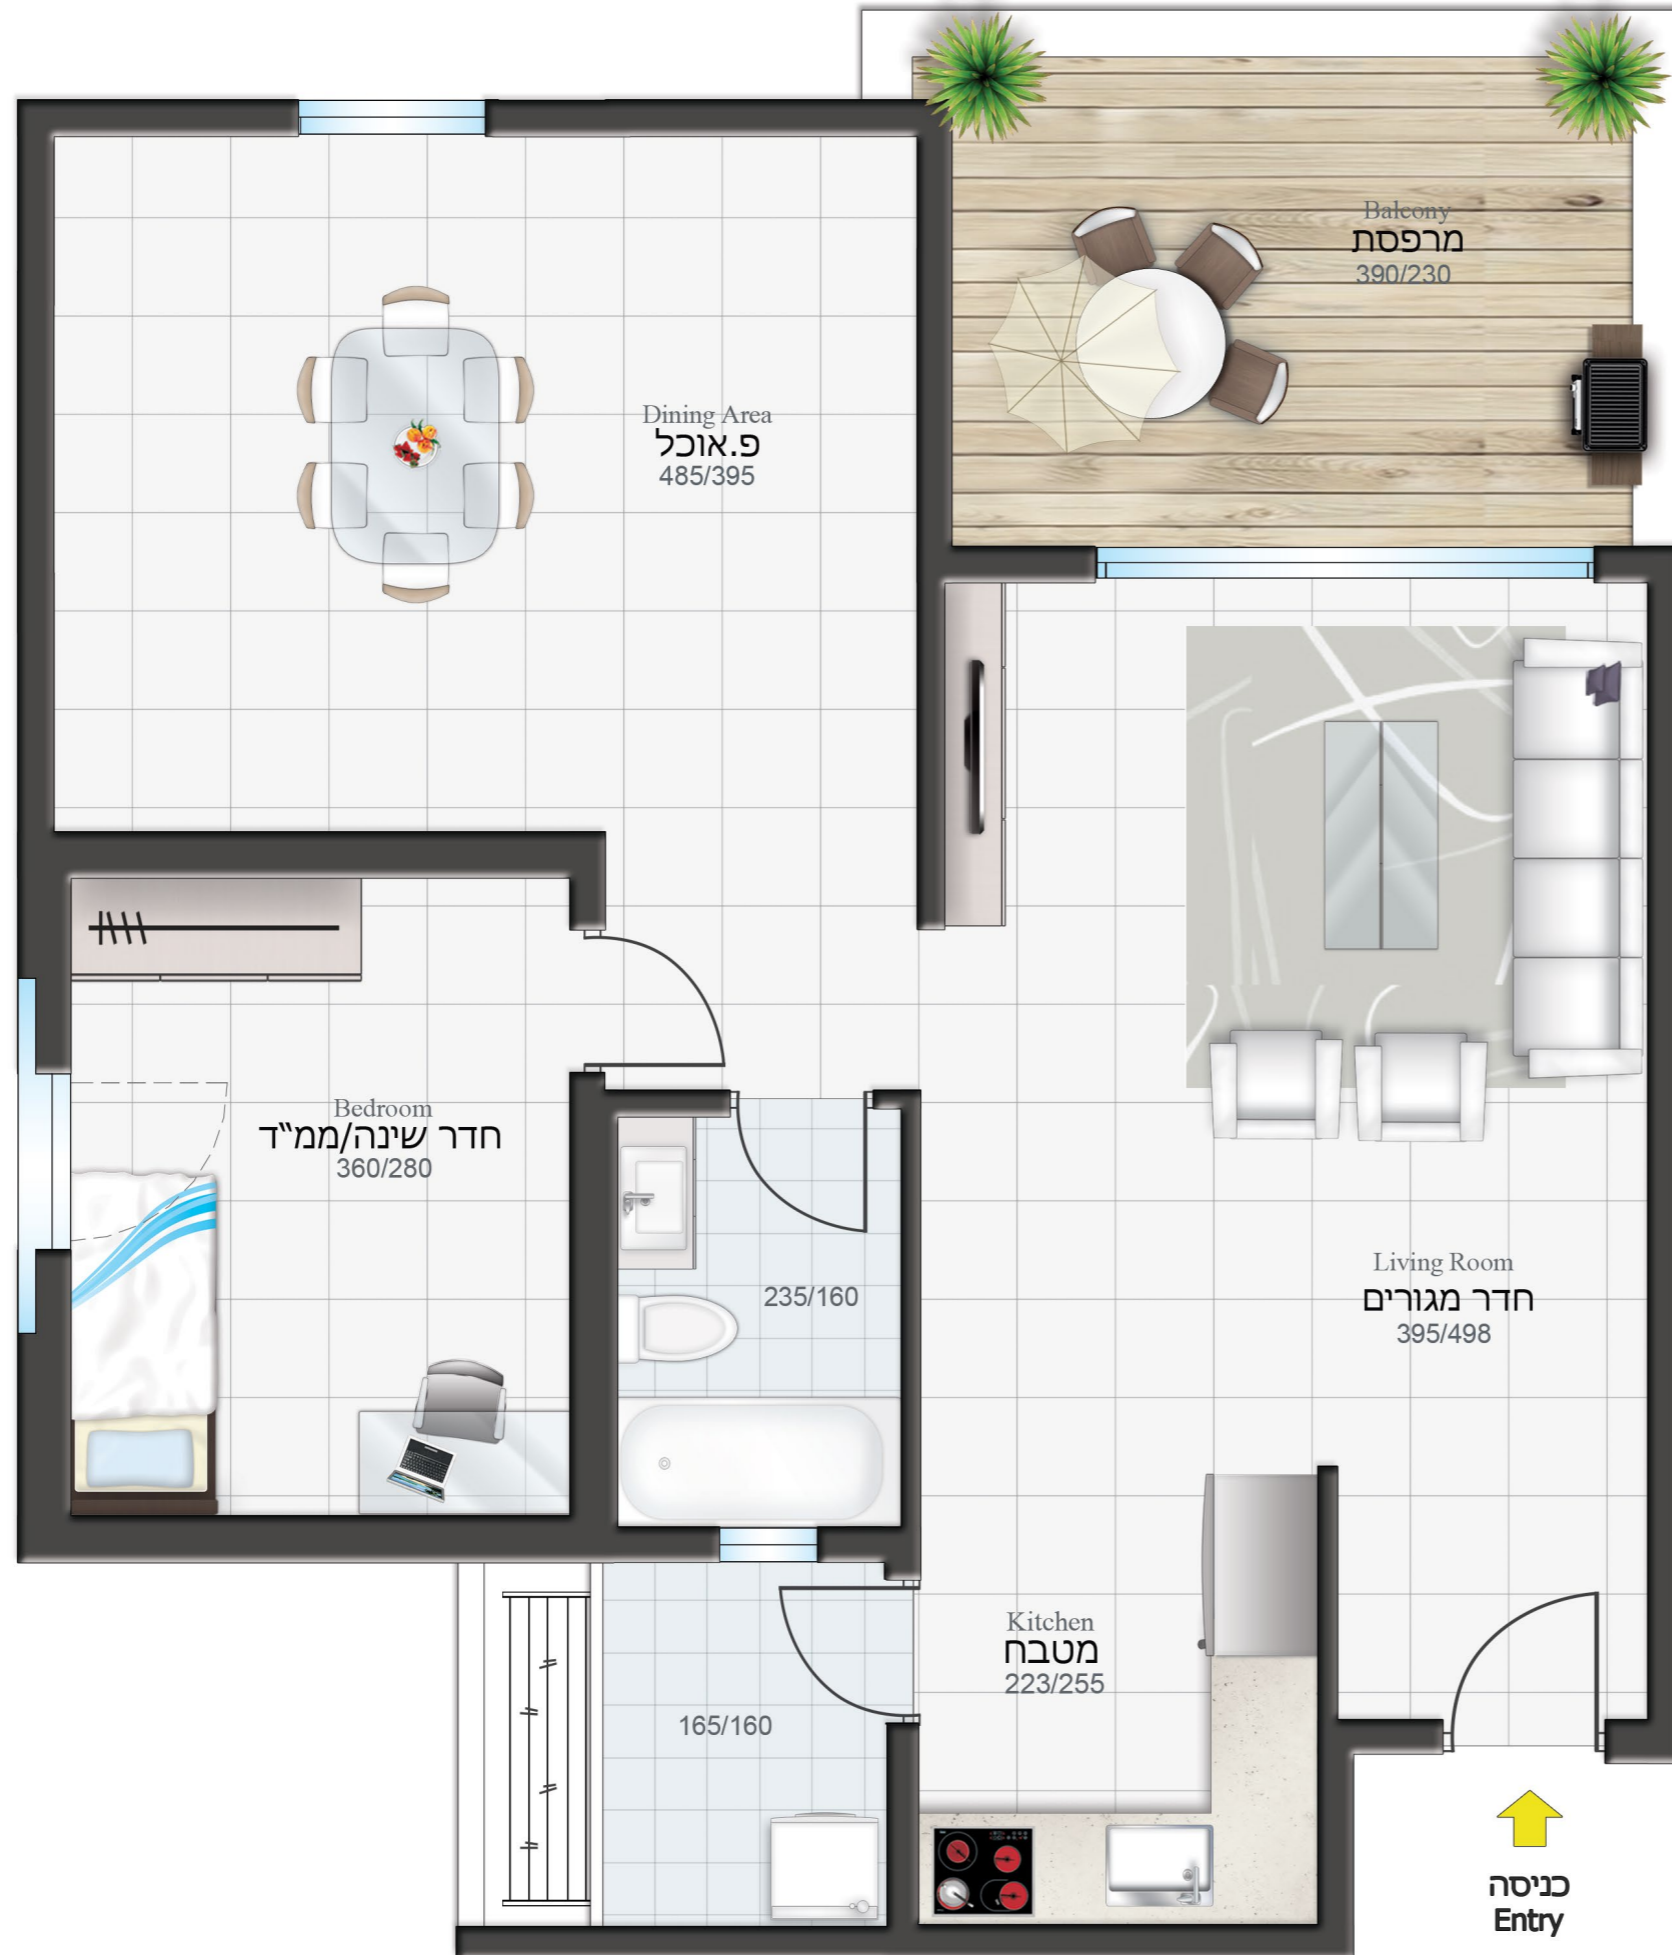 Balcony
מרפסת
390/230
Dining Area
פ.אוכל
485/395
Bedroom
חדר שינה/ממ"ד
360/280
235/160
Living Room
חדר מגורים
395/498
Kitchen
מטבח
223/255
165/160
כניסה
Entry